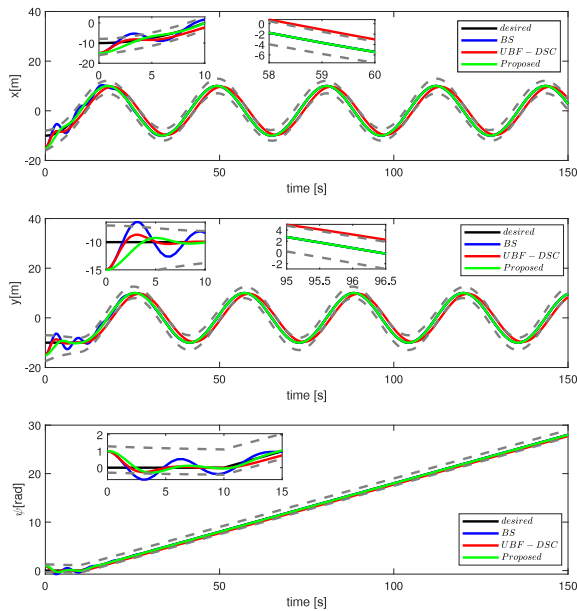 0
-10
0 5 10
0
-2
-4
-6
58 59 60
desired
BS
UBF − DSC
Proposed
20
0
-20
x[m]
0 50 100 150
time [s]
-10
-15
0 5 10
4
2
0
-2
95 95.5 96 96.5
desired
BS
UBF − DSC
Proposed
40
20
0
-20
y[m]
0 50 100 150
time [s]
2
1
0
0 5 10 15
30
20
10
0
ψ[rad]
desired
BS
UBF − DSC
Proposed
0 50 100 150
time [s]